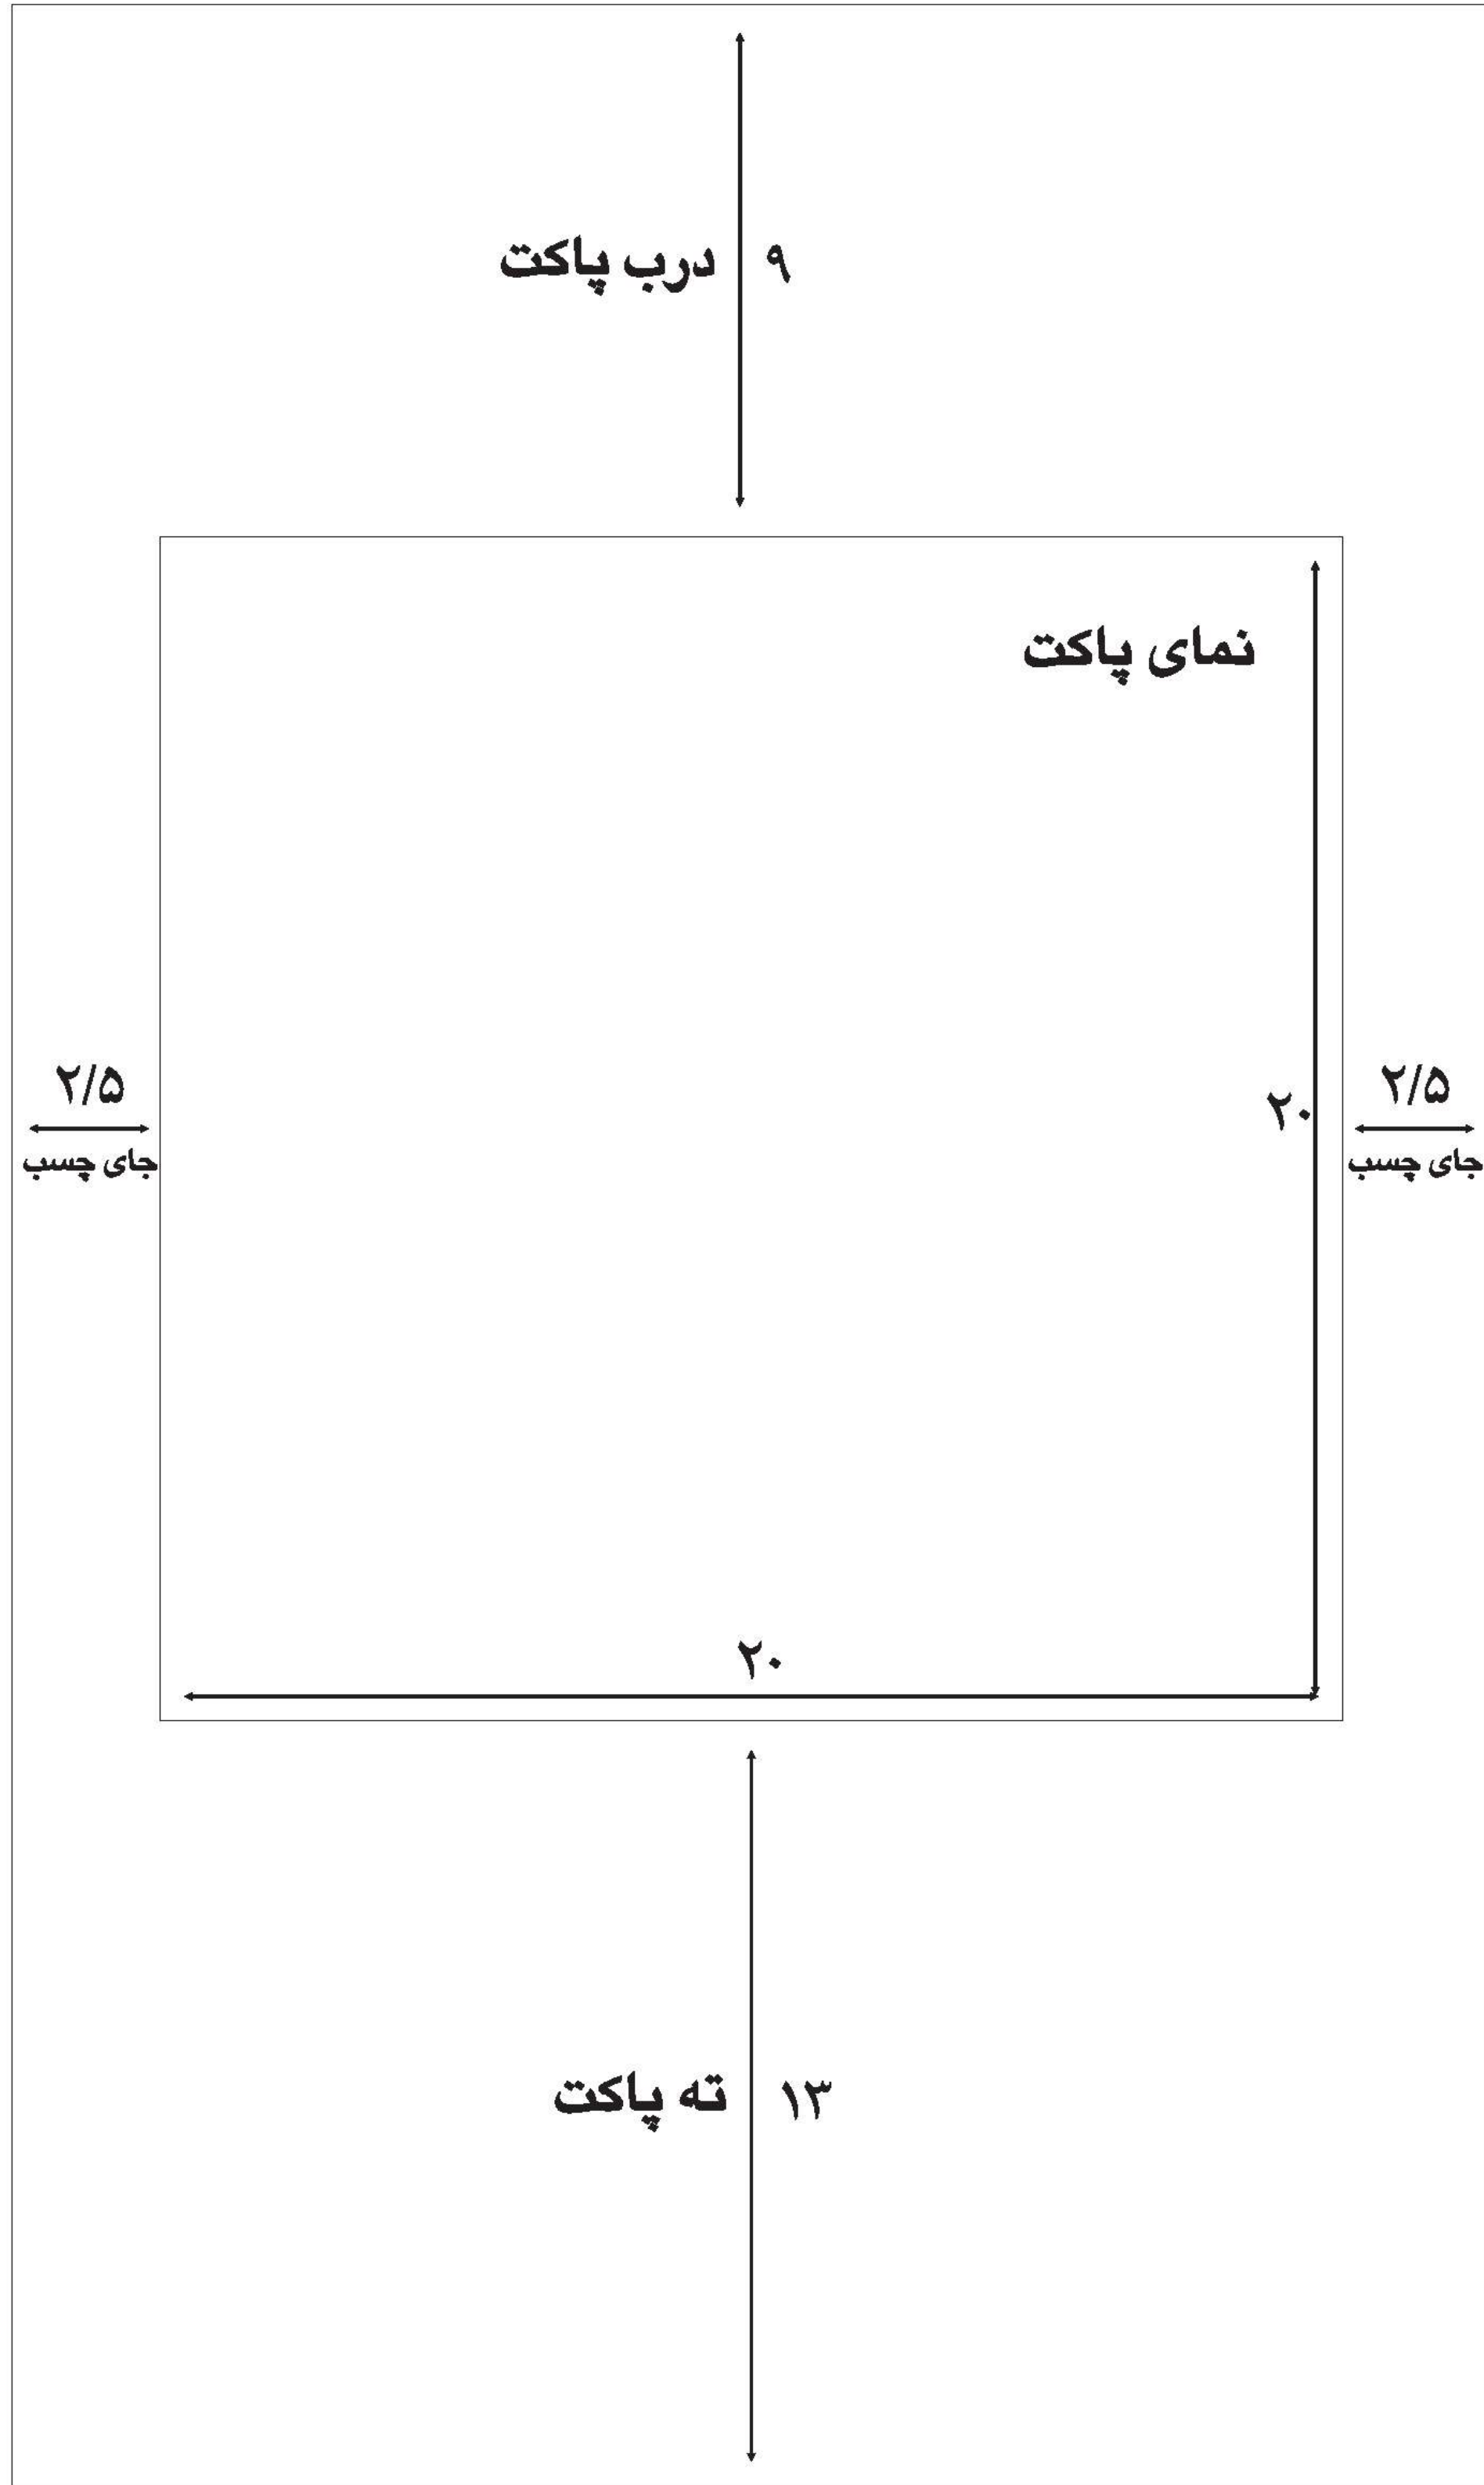 درب پاکت ۹
نمای پاکت
۲/۵
جای چسب
۲۰
۲/۵
جای چسب
۲۰
ته پاکت ۱۳